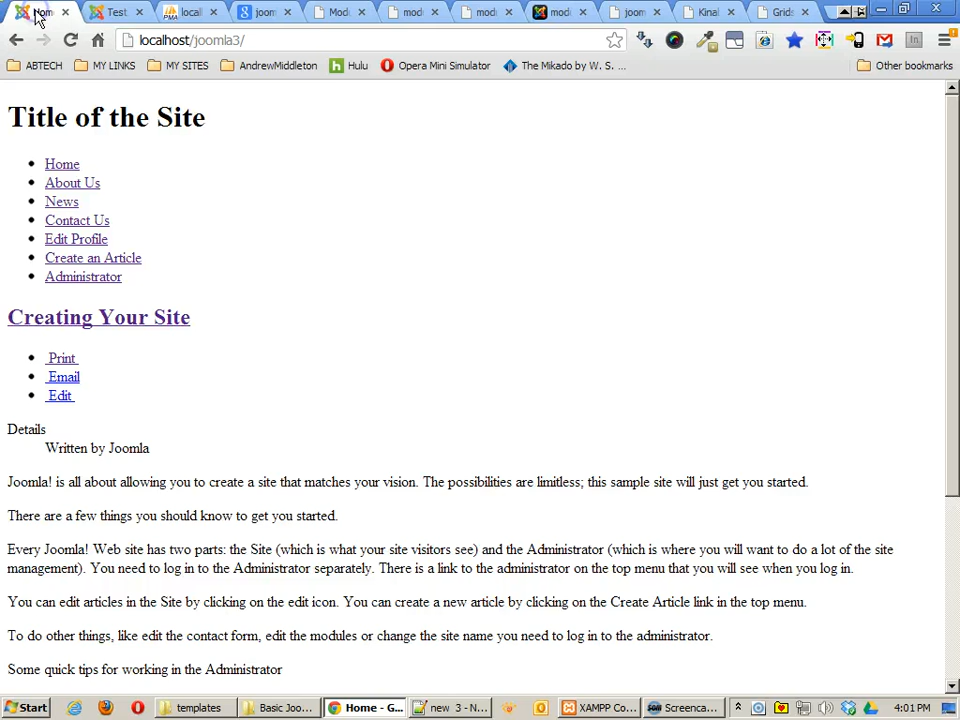 Hom
Test
locall
joom
Modu
modu
modu
modu
joom
Kinal
Grids
localhost/joomla3/
ABTECH
MY LINKS
MY SITES
AndrewMiddleton
Hulu
Opera Mini Simulator
The Mikado by W. S. ...
Other bookmarks
Title of the Site
Home
About Us
News
Contact Us
Edit Profile
Create an Article
Administrator
Creating Your Site
Print
Email
Edit
Details
Written by Joomla
Joomla! is all about allowing you to create a site that matches your vision. The possibilities are limitless; this sample site will just get you started.
There are a few things you should know to get you started.
Every Joomla! Web site has two parts: the Site (which is what your site visitors see) and the Administrator (which is where you will want to do a lot of the site
management). You need to log in to the Administrator separately. There is a link to the administrator on the top menu that you will see when you log in.
You can edit articles in the Site by clicking on the edit icon. You can create a new article by clicking on the Create Article link in the top menu.
To do other things, like edit the contact form, edit the modules or change the site name you need to log in to the administrator.
Some quick tips for working in the Administrator
Start
templates
Basic Joo...
Home - G...
new 3 - N...
XAMPP Co...
Screencast...
4:01 PM